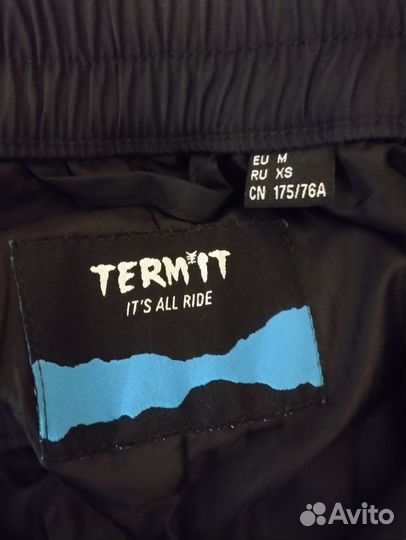 EU M
RU XS
CN 175/76A
TERMIT
IT'S ALL RIDE
Avito